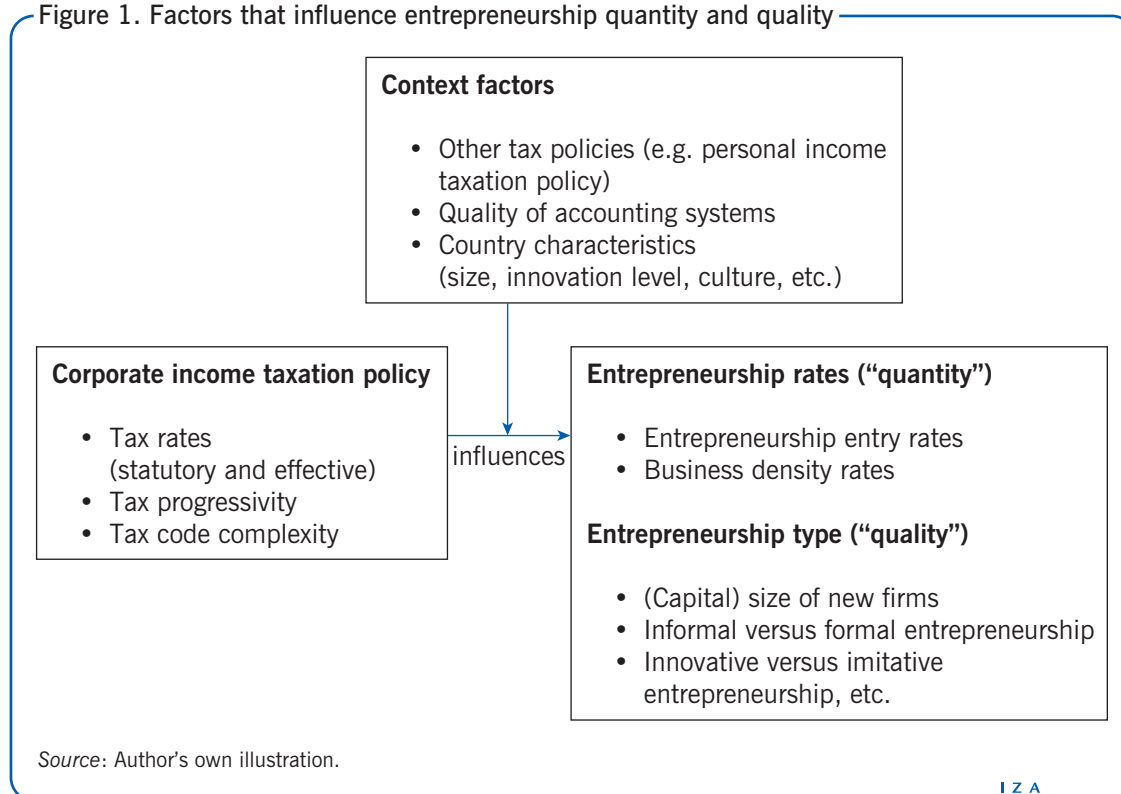 Figure 1. Factors that influence entrepreneurship quantity and quality
Context factors
• Other tax policies (e.g. personal income
taxation policy)
• Quality of accounting systems
• Country characteristics
(size, innovation level, culture, etc.)
Corporate income taxation policy
• Tax rates
(statutory and effective)
• Tax progressivity
• Tax code complexity
influences
Entrepreneurship rates (“quantity”)
• Entrepreneurship entry rates
• Business density rates
Entrepreneurship type (“quality”)
• (Capital) size of new firms
• Informal versus formal entrepreneurship
• Innovative versus imitative
entrepreneurship, etc.
Source: Author’s own illustration.
I Z A